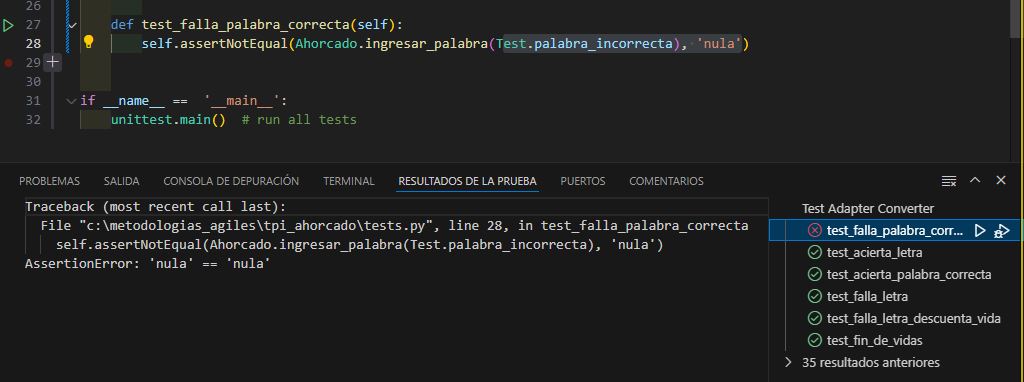 26
27 def test_falla_palabra_correcta(self):
28 self.assertNotEqual(Ahorcado.ingresar_palabra(Test.palabra_incorrecta), 'nula')
29
30
31 if __name__ == '__main__':
32 unittest.main() # run all tests
PROBLEMAS SALIDA CONSOLA DE DEPURACIÓN TERMINAL RESULTADOS DE LA PRUEBA PUERTOS COMENTARIOS
Traceback (most recent call last):
File "c:\metodologias_agiles\tpi_ahorcado\tests.py", line 28, in test_falla_palabra_correcta
self.assertNotEqual(Ahorcado.ingresar_palabra(Test.palabra_incorrecta), 'nula')
AssertionError: 'nula' == 'nula'
Test Adapter Converter
test_falla_palabra_corr...
test_acierta_letra
test_acierta_palabra_correcta
test_falla_letra
test_falla_letra_descuenta_vida
test_fin_de_vidas
35 resultados anteriores